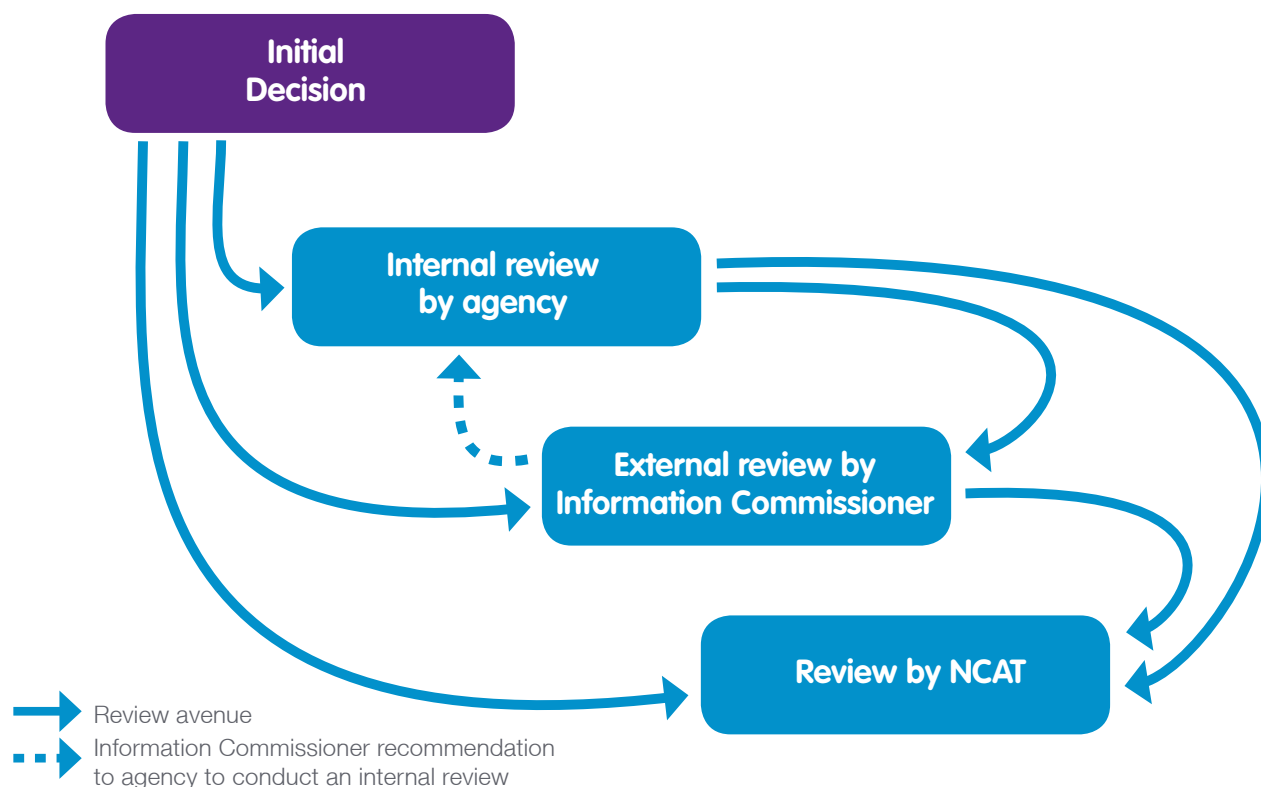 Initial
Decision
Internal review
by agency
External review by
Information Commissioner
Review by NCAT
Review avenue
Information Commissioner recommendation
to agency to conduct an internal review